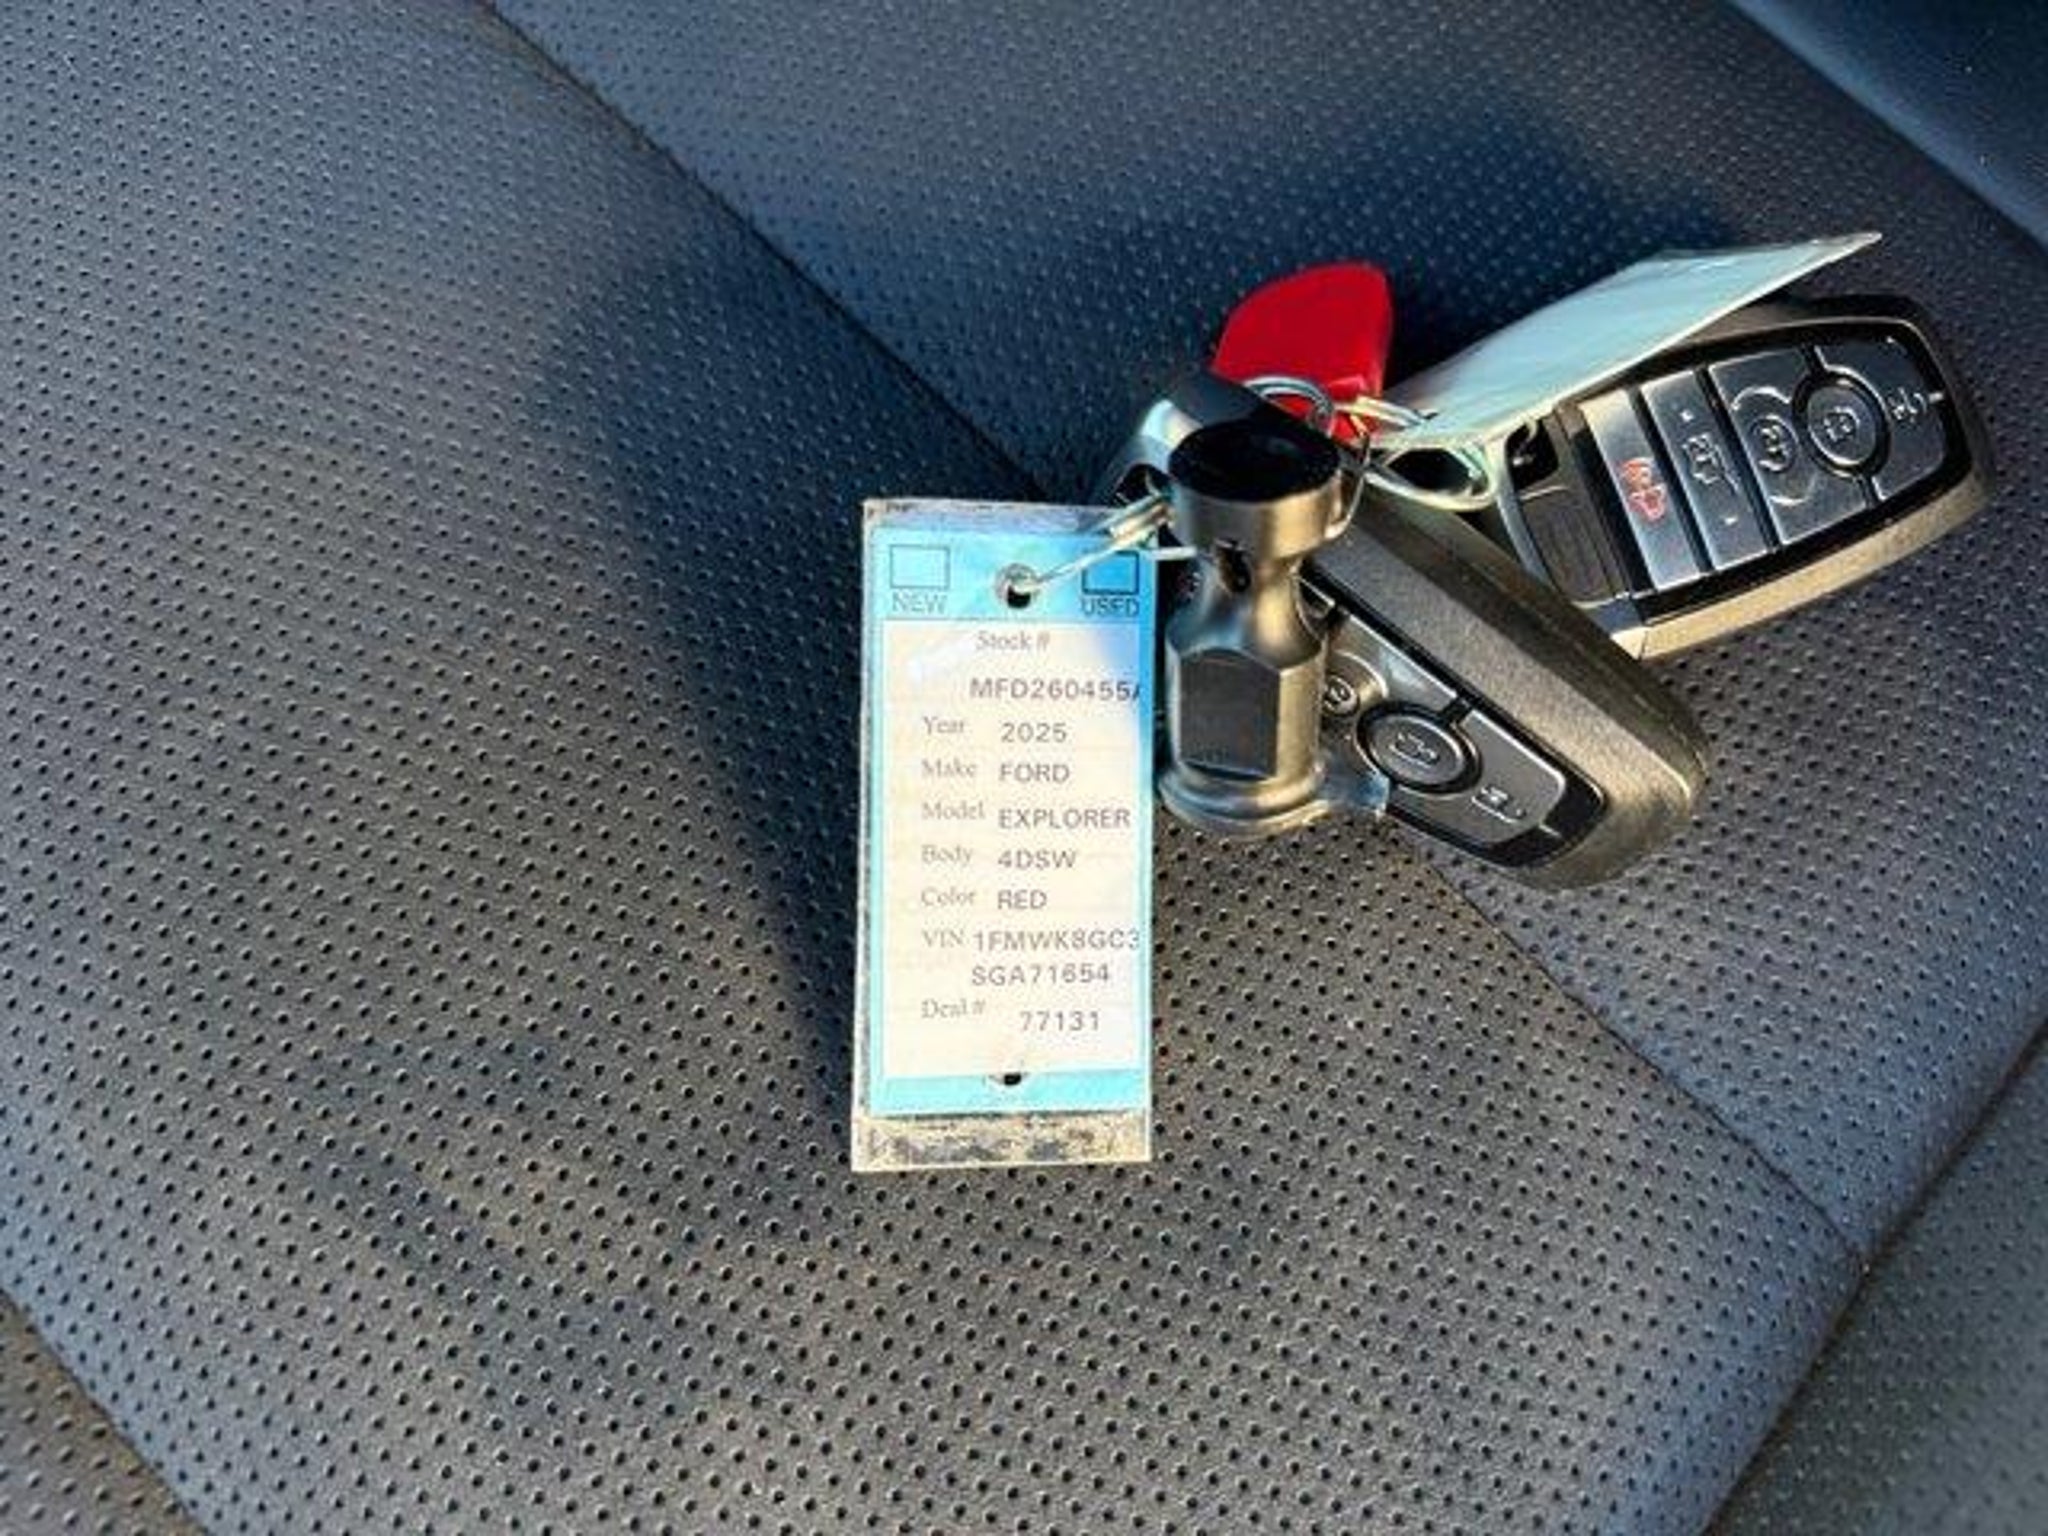 NEW USED
Stock #
MFD260455A
Year 2025
Make FORD
Model EXPLORER
Body 4DSW
Color RED
VIN 1FMWK8GC3
SGA71654
Deal # 77131